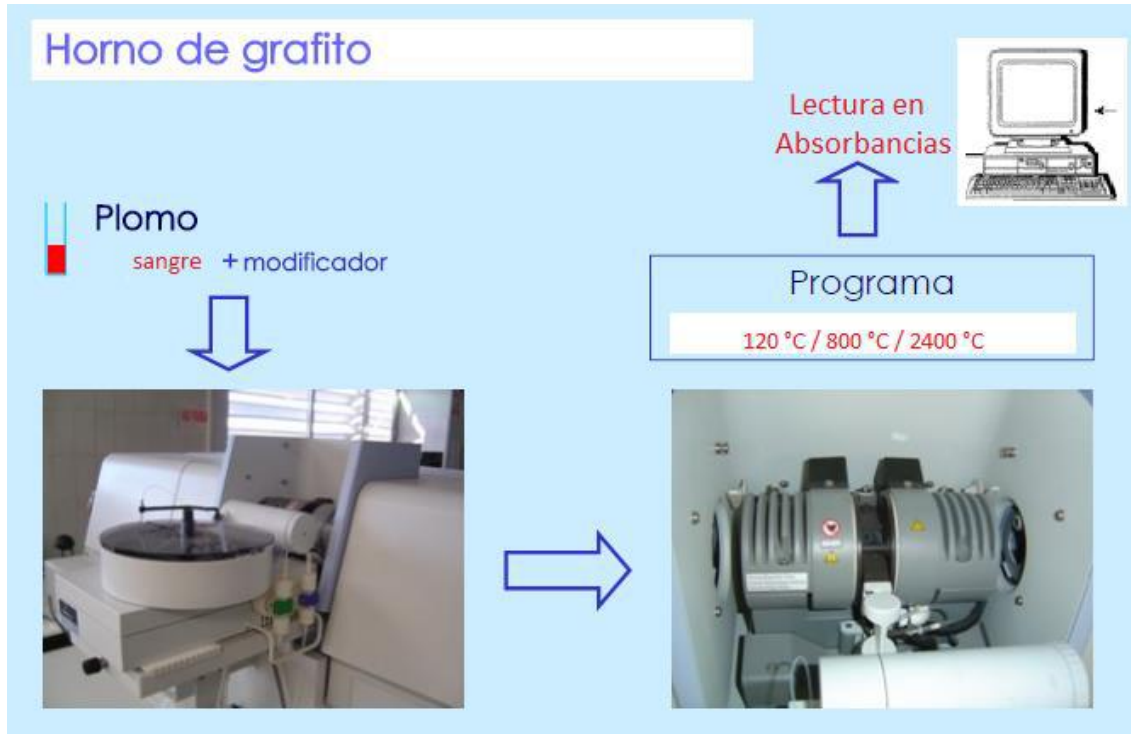 Horno de grafito
Lectura en
Absorbancias
Plomo
sangre + modificador
Programa
120 °C / 800 °C / 2400 °C